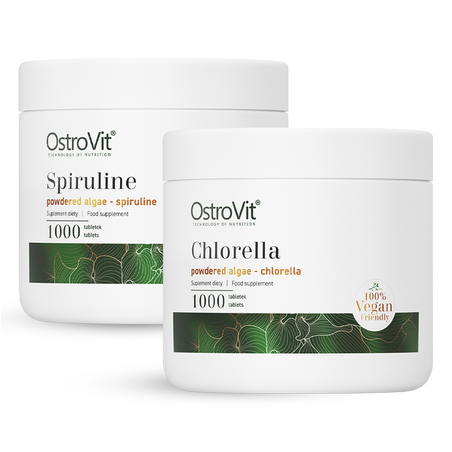 OstroVit®
TECHNOLOGY OF NUTRITION
Spiruline
powdered algae - spiruline
Suplement diety | Food supplement
1000 tabletek
tablets
OstroVit®
TECHNOLOGY OF NUTRITION
Chlorella
powdered algae - chlorella
Suplement diety | Food supplement
1000 tabletek
tablets
100%
Vegan
Friendly